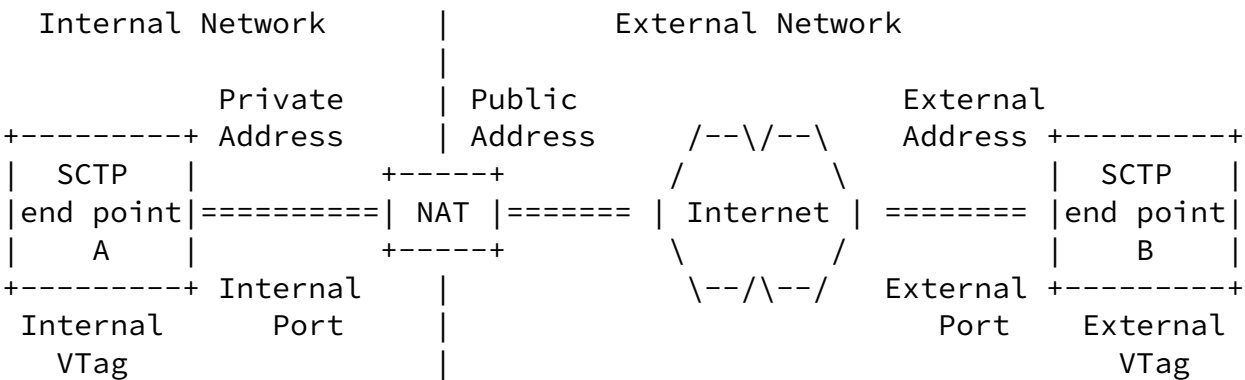 Internal Network | External Network
|
Private | Public External
+---------+ Address | Address /--\/--\ Address +---------+
| SCTP | +-----+ / \ | SCTP |
|end point|==========| NAT |======= | Internet | ======== |end point|
| A | +-----+ \ / | B |
+---------+ Internal | \--/\--/ External +---------+
Internal Port | Port External
VTag | VTag